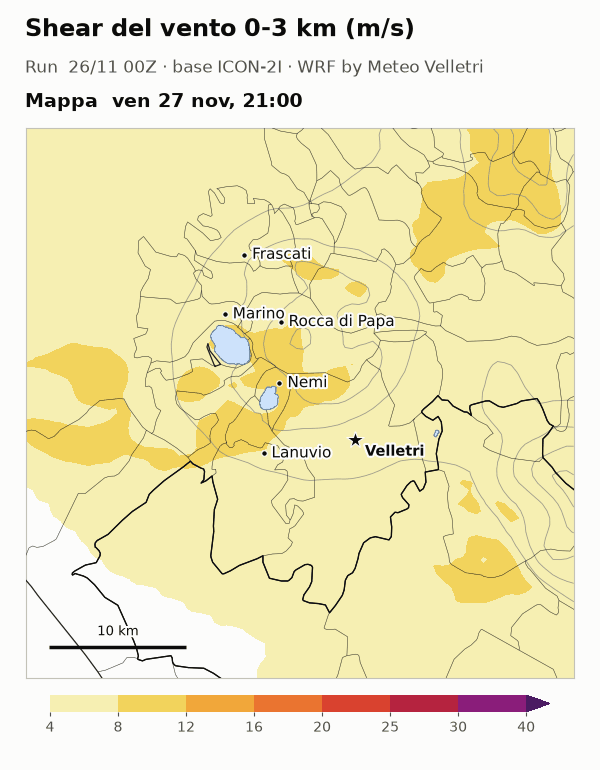 Shear del vento 0-3 km (m/s)
Run  26/11 00Z · base ICON-2I · WRF by Meteo Velletri
Mappa  ven 27 nov, 21:00
Frascati
Marino
Rocca di Papa
Nemi
Velletri
Lanuvio
10 km
4 8 12 16 20 25 30 40